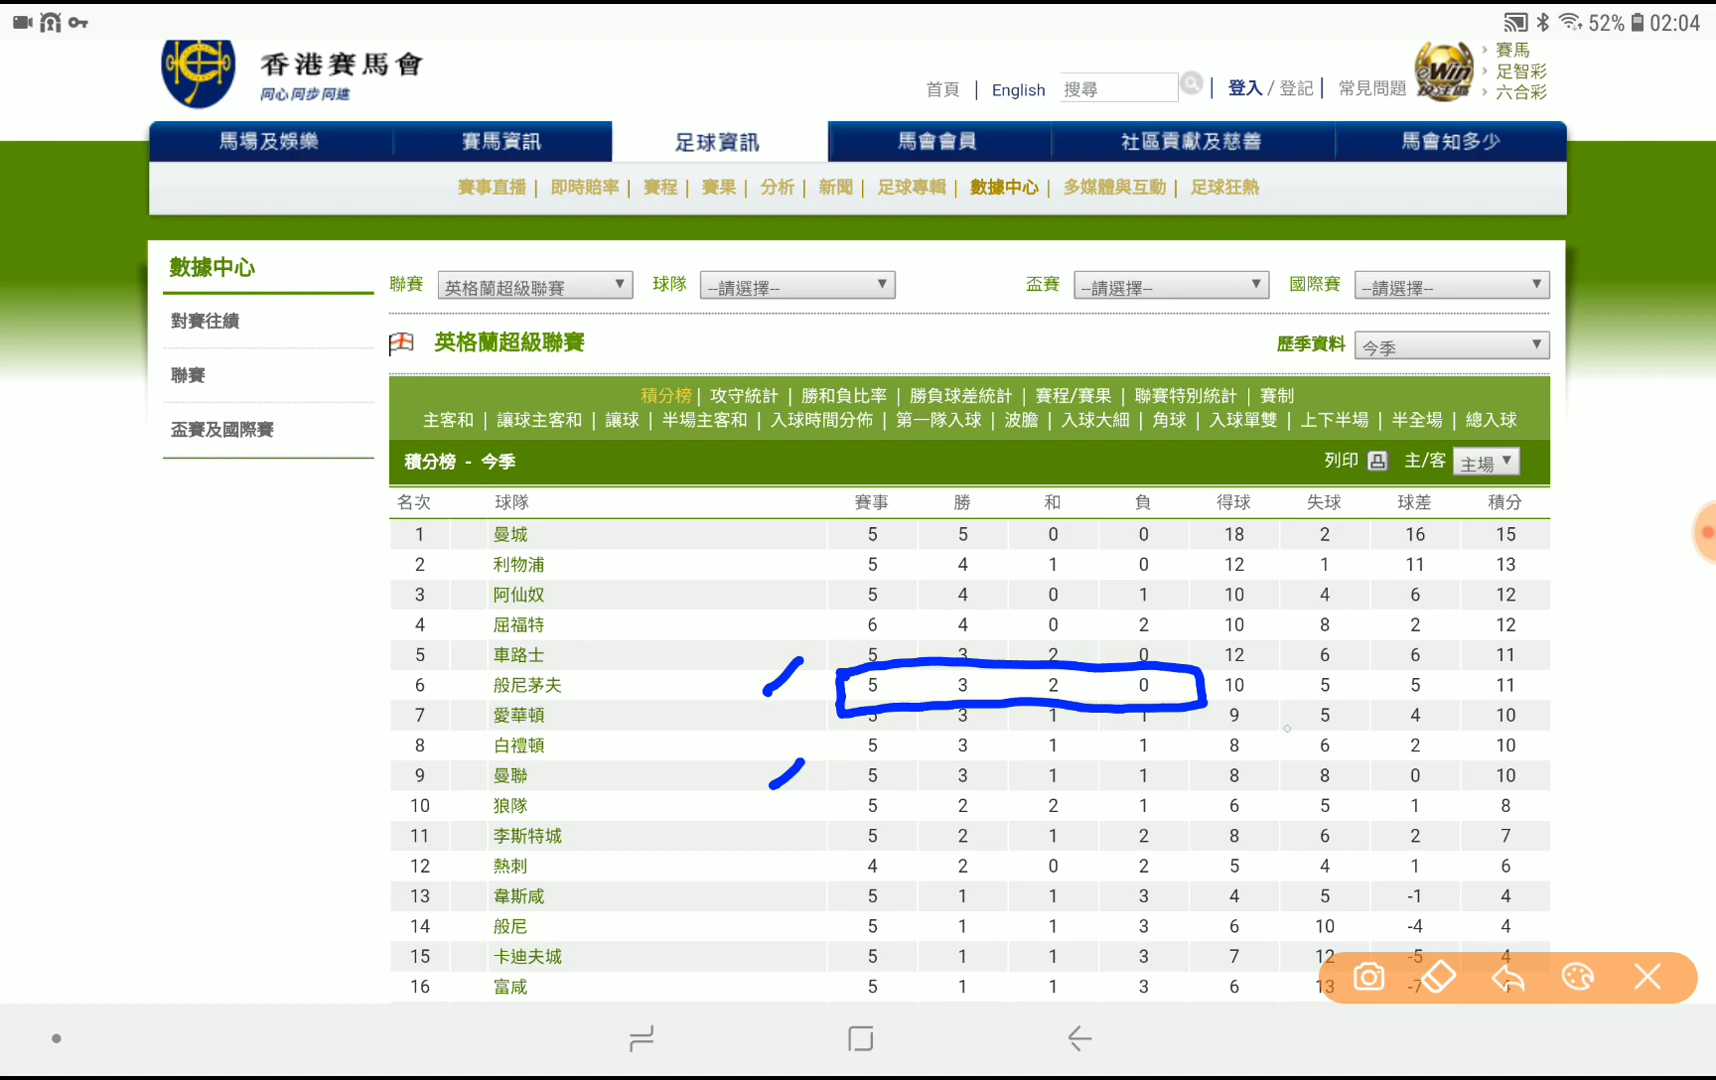 52% 02:04
香港賽馬會
同心同步同進
首頁 | English 搜尋 | 登入 / 登記 | 常見問題
eWin
投注區
› 賽馬
› 足智彩
› 六合彩
馬場及娛樂 賽馬資訊 足球資訊 馬會會員 社區貢獻及慈善 馬會知多少
賽事直播 | 即時賠率 | 賽程 | 賽果 | 分析 | 新聞 | 足球專輯 | 數據中心 | 多媒體與互動 | 足球狂熱
數據中心
對賽往績
聯賽
盃賽及國際賽
聯賽 英格蘭超級聯賽 球隊 --請選擇-- 盃賽 --請選擇-- 國際賽 --請選擇--
英格蘭超級聯賽 歷季資料 今季
積分榜 | 攻守統計 | 勝和負比率 | 勝負球差統計 | 賽程/賽果 | 聯賽特別統計 | 賽制
主客和 | 讓球主客和 | 讓球 | 半場主客和 | 入球時間分佈 | 第一隊入球 | 波膽 | 入球大細 | 角球 | 入球單雙 | 上下半場 | 半全場 | 總入球
積分榜 - 今季 列印 主/客 主場
名次 球隊 賽事 勝 和 負 得球 失球 球差 積分
1 曼城 5 5 0 0 18 2 16 15
2 利物浦 5 4 1 0 12 1 11 13
3 阿仙奴 5 4 0 1 10 4 6 12
4 屈福特 6 4 0 2 10 8 2 12
5 車路士 5 3 2 0 12 6 6 11
6 般尼茅夫 5 3 2 0 10 5 5 11
7 愛華頓 5 3 1 1 9 5 4 10
8 白禮頓 5 3 1 1 8 6 2 10
9 曼聯 5 3 1 1 8 8 0 10
10 狼隊 5 2 2 1 6 5 1 8
11 李斯特城 5 2 1 2 8 6 2 7
12 熱刺 4 2 0 2 5 4 1 6
13 韋斯咸 5 1 1 3 4 5 -1 4
14 般尼 5 1 1 3 6 10 -4 4
15 卡迪夫城 5 1 1 3 7 12 -5 4
16 富咸 5 1 1 3 6 13 -7 4